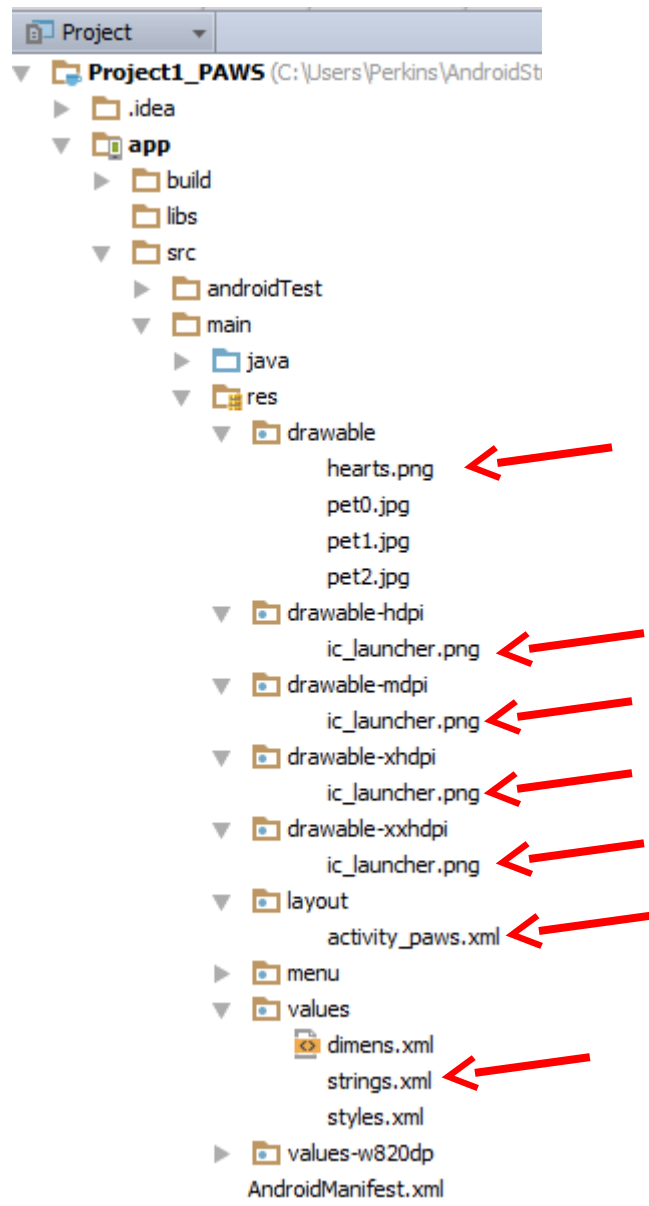 Project
Project1_PAWS (C:\Users\Perkins\AndroidSt
.idea
app
build
libs
src
androidTest
main
java
res
drawable
hearts.png
pet0.jpg
pet1.jpg
pet2.jpg
drawable-hdpi
ic_launcher.png
drawable-mdpi
ic_launcher.png
drawable-xhdpi
ic_launcher.png
drawable-xxhdpi
ic_launcher.png
layout
activity_paws.xml
menu
values
dimens.xml
strings.xml
styles.xml
values-w820dp
AndroidManifest.xml